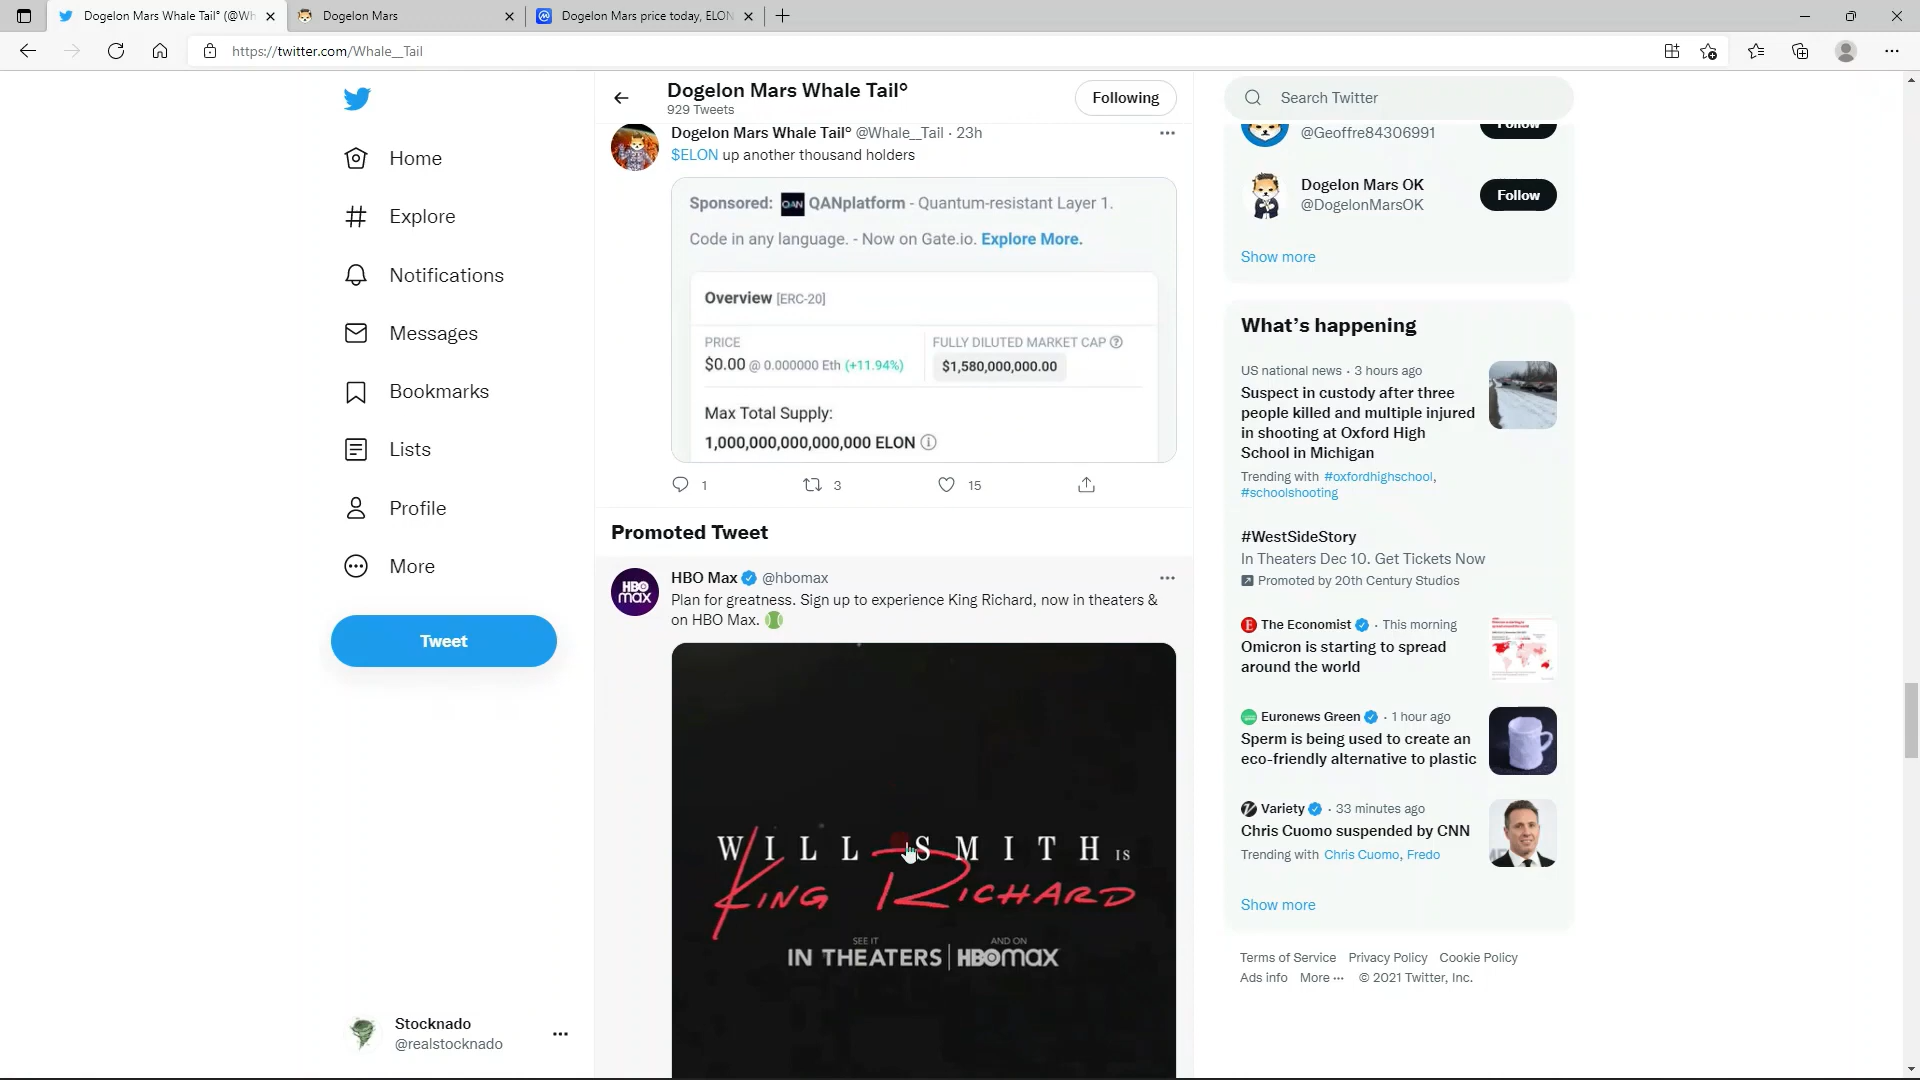 Dogelon Mars Whale Tail° (@Wh
Dogelon Mars
Dogelon Mars price today, ELON
https://twitter.com/Whale__Tail
Home
Explore
Notifications
Messages
Bookmarks
Lists
Profile
More
Tweet
Stocknado
@realstocknado
Dogelon Mars Whale Tail°
929 Tweets
Following
Dogelon Mars Whale Tail° @Whale__Tail · 23h
$ELON up another thousand holders
Sponsored: QAN QANplatform - Quantum-resistant Layer 1.
Code in any language. - Now on Gate.io. Explore More.
Overview [ERC-20]
PRICE
$0.00 @ 0.000000 Eth (+11.94%)
FULLY DILUTED MARKET CAP
$1,580,000,000.00
Max Total Supply:
1,000,000,000,000,000 ELON
1
3
15
Promoted Tweet
HBO max
HBO Max @hbomax
Plan for greatness. Sign up to experience King Richard, now in theaters &
on HBO Max.
WILL SMITH IS
KING RICHARD
SEE IT
IN THEATERS
AND ON
HBOMAX
Search Twitter
@Geoffre84306991
Follow
Dogelon Mars OK
@DogelonMarsOK
Follow
Show more
What's happening
US national news · 3 hours ago
Suspect in custody after three
people killed and multiple injured
in shooting at Oxford High
School in Michigan
Trending with #oxfordhighschool,
#schoolshooting
#WestSideStory
In Theaters Dec 10. Get Tickets Now
Promoted by 20th Century Studios
The Economist · This morning
Omicron is starting to spread
around the world
Euronews Green · 1 hour ago
Sperm is being used to create an
eco-friendly alternative to plastic
Variety · 33 minutes ago
Chris Cuomo suspended by CNN
Trending with Chris Cuomo, Fredo
Show more
Terms of Service Privacy Policy Cookie Policy
Ads info More ··· © 2021 Twitter, Inc.